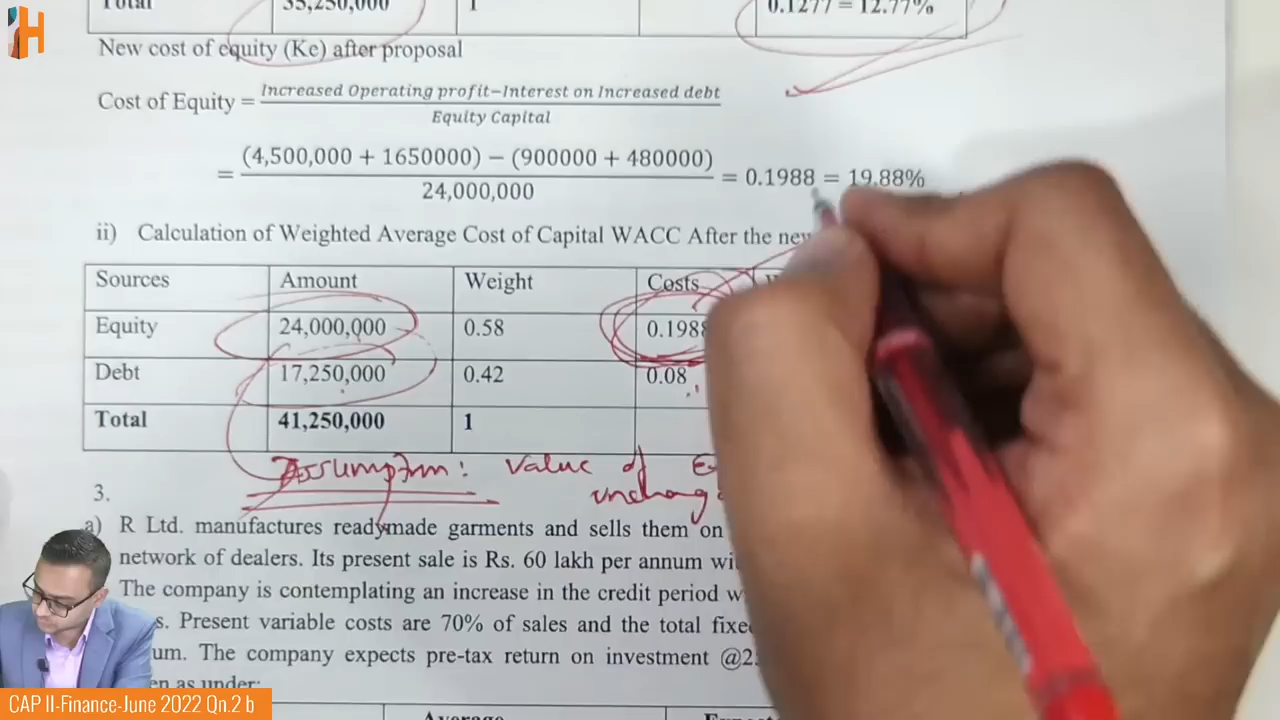 Total 35,250,000 1 0.1277 = 12.77%
New cost of equity (Ke) after proposal
Cost of Equity = Increased Operating profit−Interest on Increased debt
Equity Capital
= (4,500,000 + 1650000) − (900000 + 480000) = 0.1988 = 19.88%
24,000,000
ii) Calculation of Weighted Average Cost of Capital WACC After the new
Sources Amount Weight Costs
Equity 24,000,000 0.58 0.1988
Debt 17,250,000 0.42 0.08
Total 41,250,000 1
Assumption: Value of
3.
a) R Ltd. manufactures readymade garments and sells them on
network of dealers. Its present sale is Rs. 60 lakh per annum
The company is contemplating an increase in the credit period
s. Present variable costs are 70% of sales and the total
um. The company expects pre-tax return on investment
en as under:
Average
CAP II-Finance-June 2022 Qn.2 b